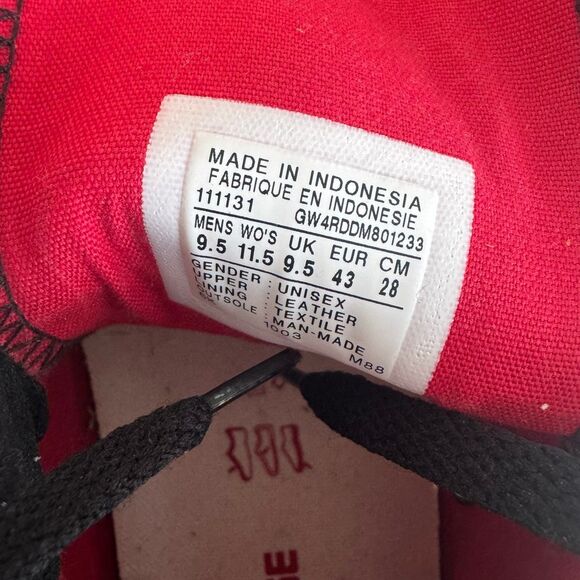 MADE IN INDONESIA
FABRIQUE EN INDONESIE
111131 GW4RDDM801233
MENS WO'S UK EUR CM
9.5 11.5 9.5 43 28
GENDER : UNISEX
UPPER : LEATHER
LINING : TEXTILE
OUTSOLE : MAN-MADE
1003 M88